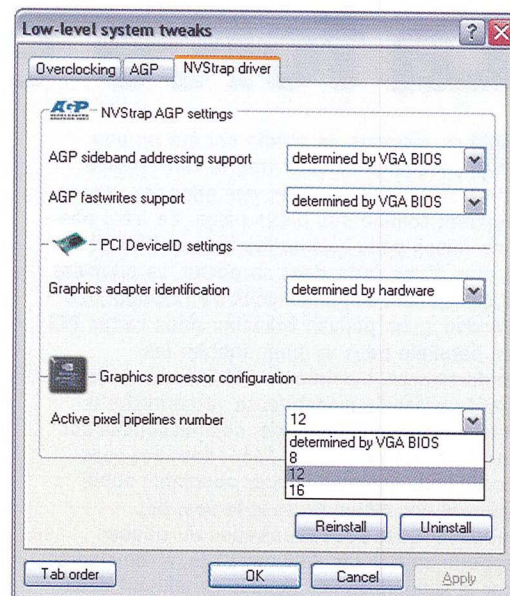 Low-level system tweaks
Overclocking AGP NVStrap driver
AGP NVStrap AGP settings
AGP sideband addressing support determined by VGA BIOS
AGP fastwrites support determined by VGA BIOS
PCI DeviceID settings
Graphics adapter identification determined by hardware
Graphics processor configuration
Active pixel pipelines number 12
determined by VGA BIOS
8
12
16
Reinstall Uninstall
Tab order OK Cancel Apply